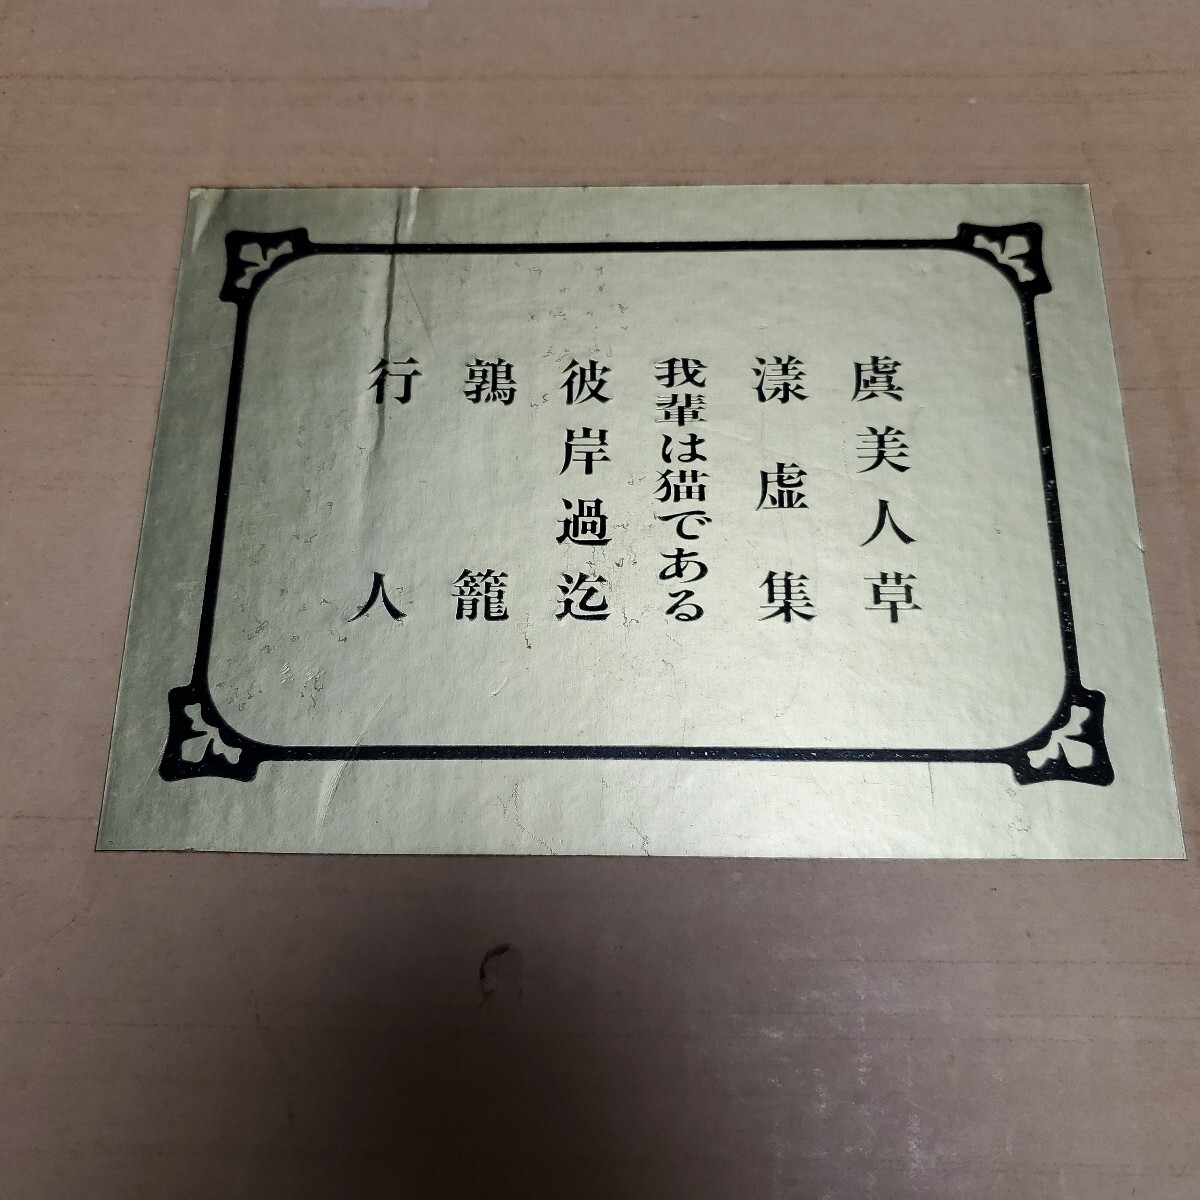 虞美人草
漾虚集
我輩は猫である
彼岸過迄
鶉籠
行人